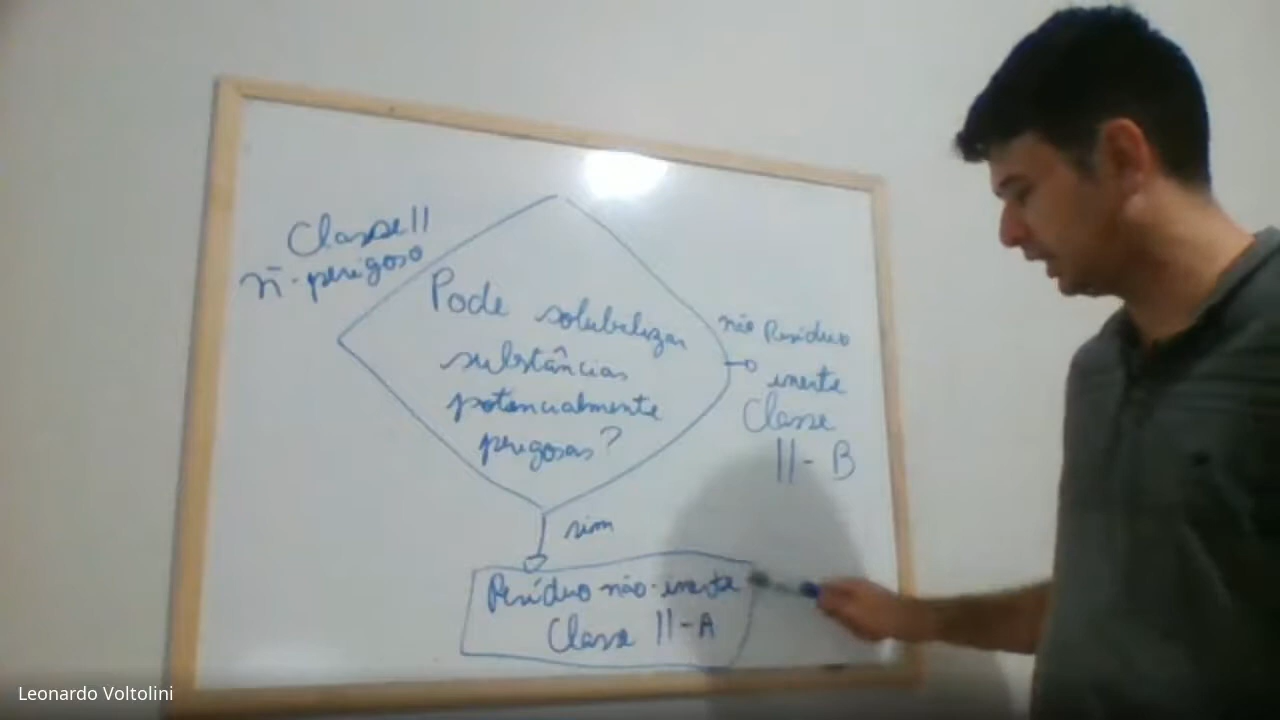 Classe II
ñ-perigoso
Pode solubilizar
substâncias
potencialmente
perigosas?
não Resíduo
inerte
Classe
II-B
sim
Resíduo não-inerte
Classe II-A
Leonardo Voltolini